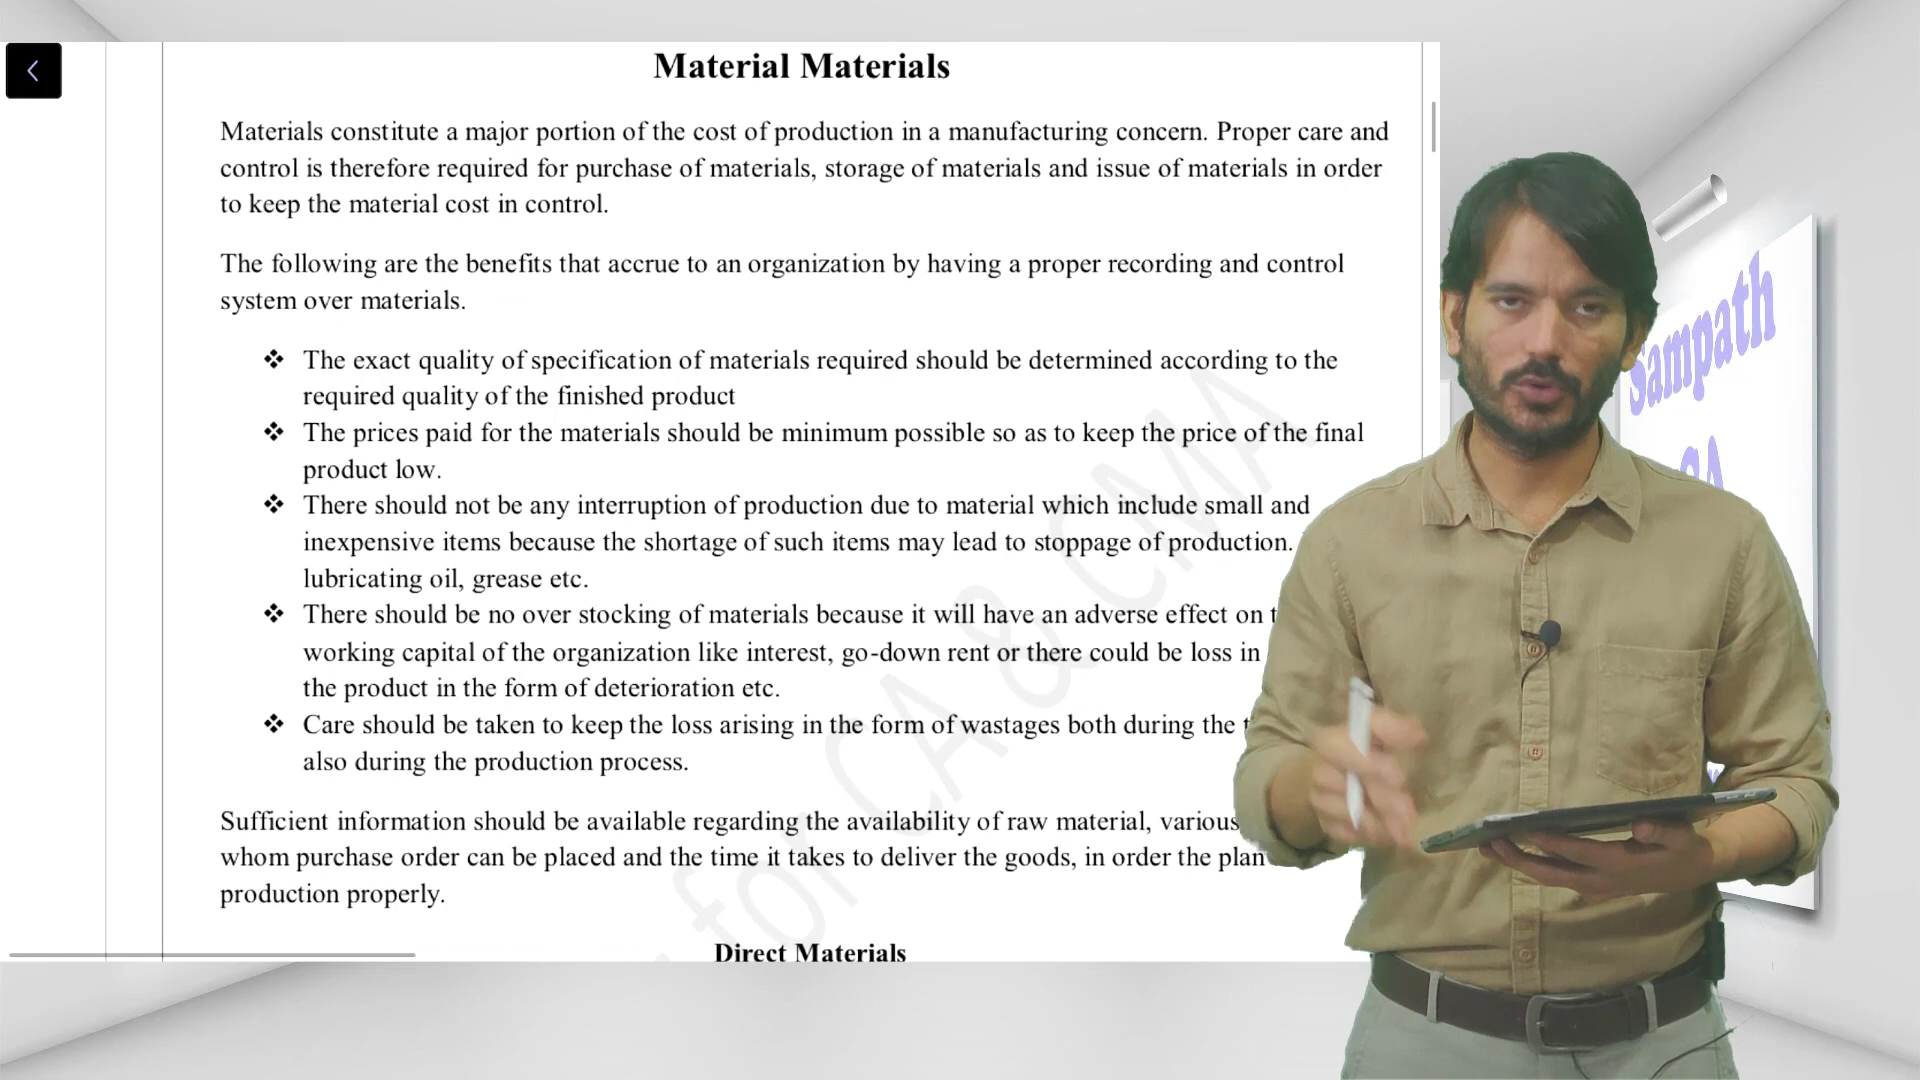 Material Materials
Materials constitute a major portion of the cost of production in a manufacturing concern. Proper care and
control is therefore required for purchase of materials, storage of materials and issue of materials in order
to keep the material cost in control.
The following are the benefits that accrue to an organization by having a proper recording and control
system over materials.
❖ The exact quality of specification of materials required should be determined according to the
required quality of the finished product
❖ The prices paid for the materials should be minimum possible so as to keep the price of the final
product low.
❖ There should not be any interruption of production due to material which include small and
inexpensive items because the shortage of such items may lead to stoppage of production.
lubricating oil, grease etc.
❖ There should be no over stocking of materials because it will have an adverse effect on
working capital of the organization like interest, go-down rent or there could be loss in
the product in the form of deterioration etc.
❖ Care should be taken to keep the loss arising in the form of wastages both during the
also during the production process.
Sufficient information should be available regarding the availability of raw material, various
whom purchase order can be placed and the time it takes to deliver the goods, in order the plan
production properly.
Direct Materials
for CA & CMA
Sampath